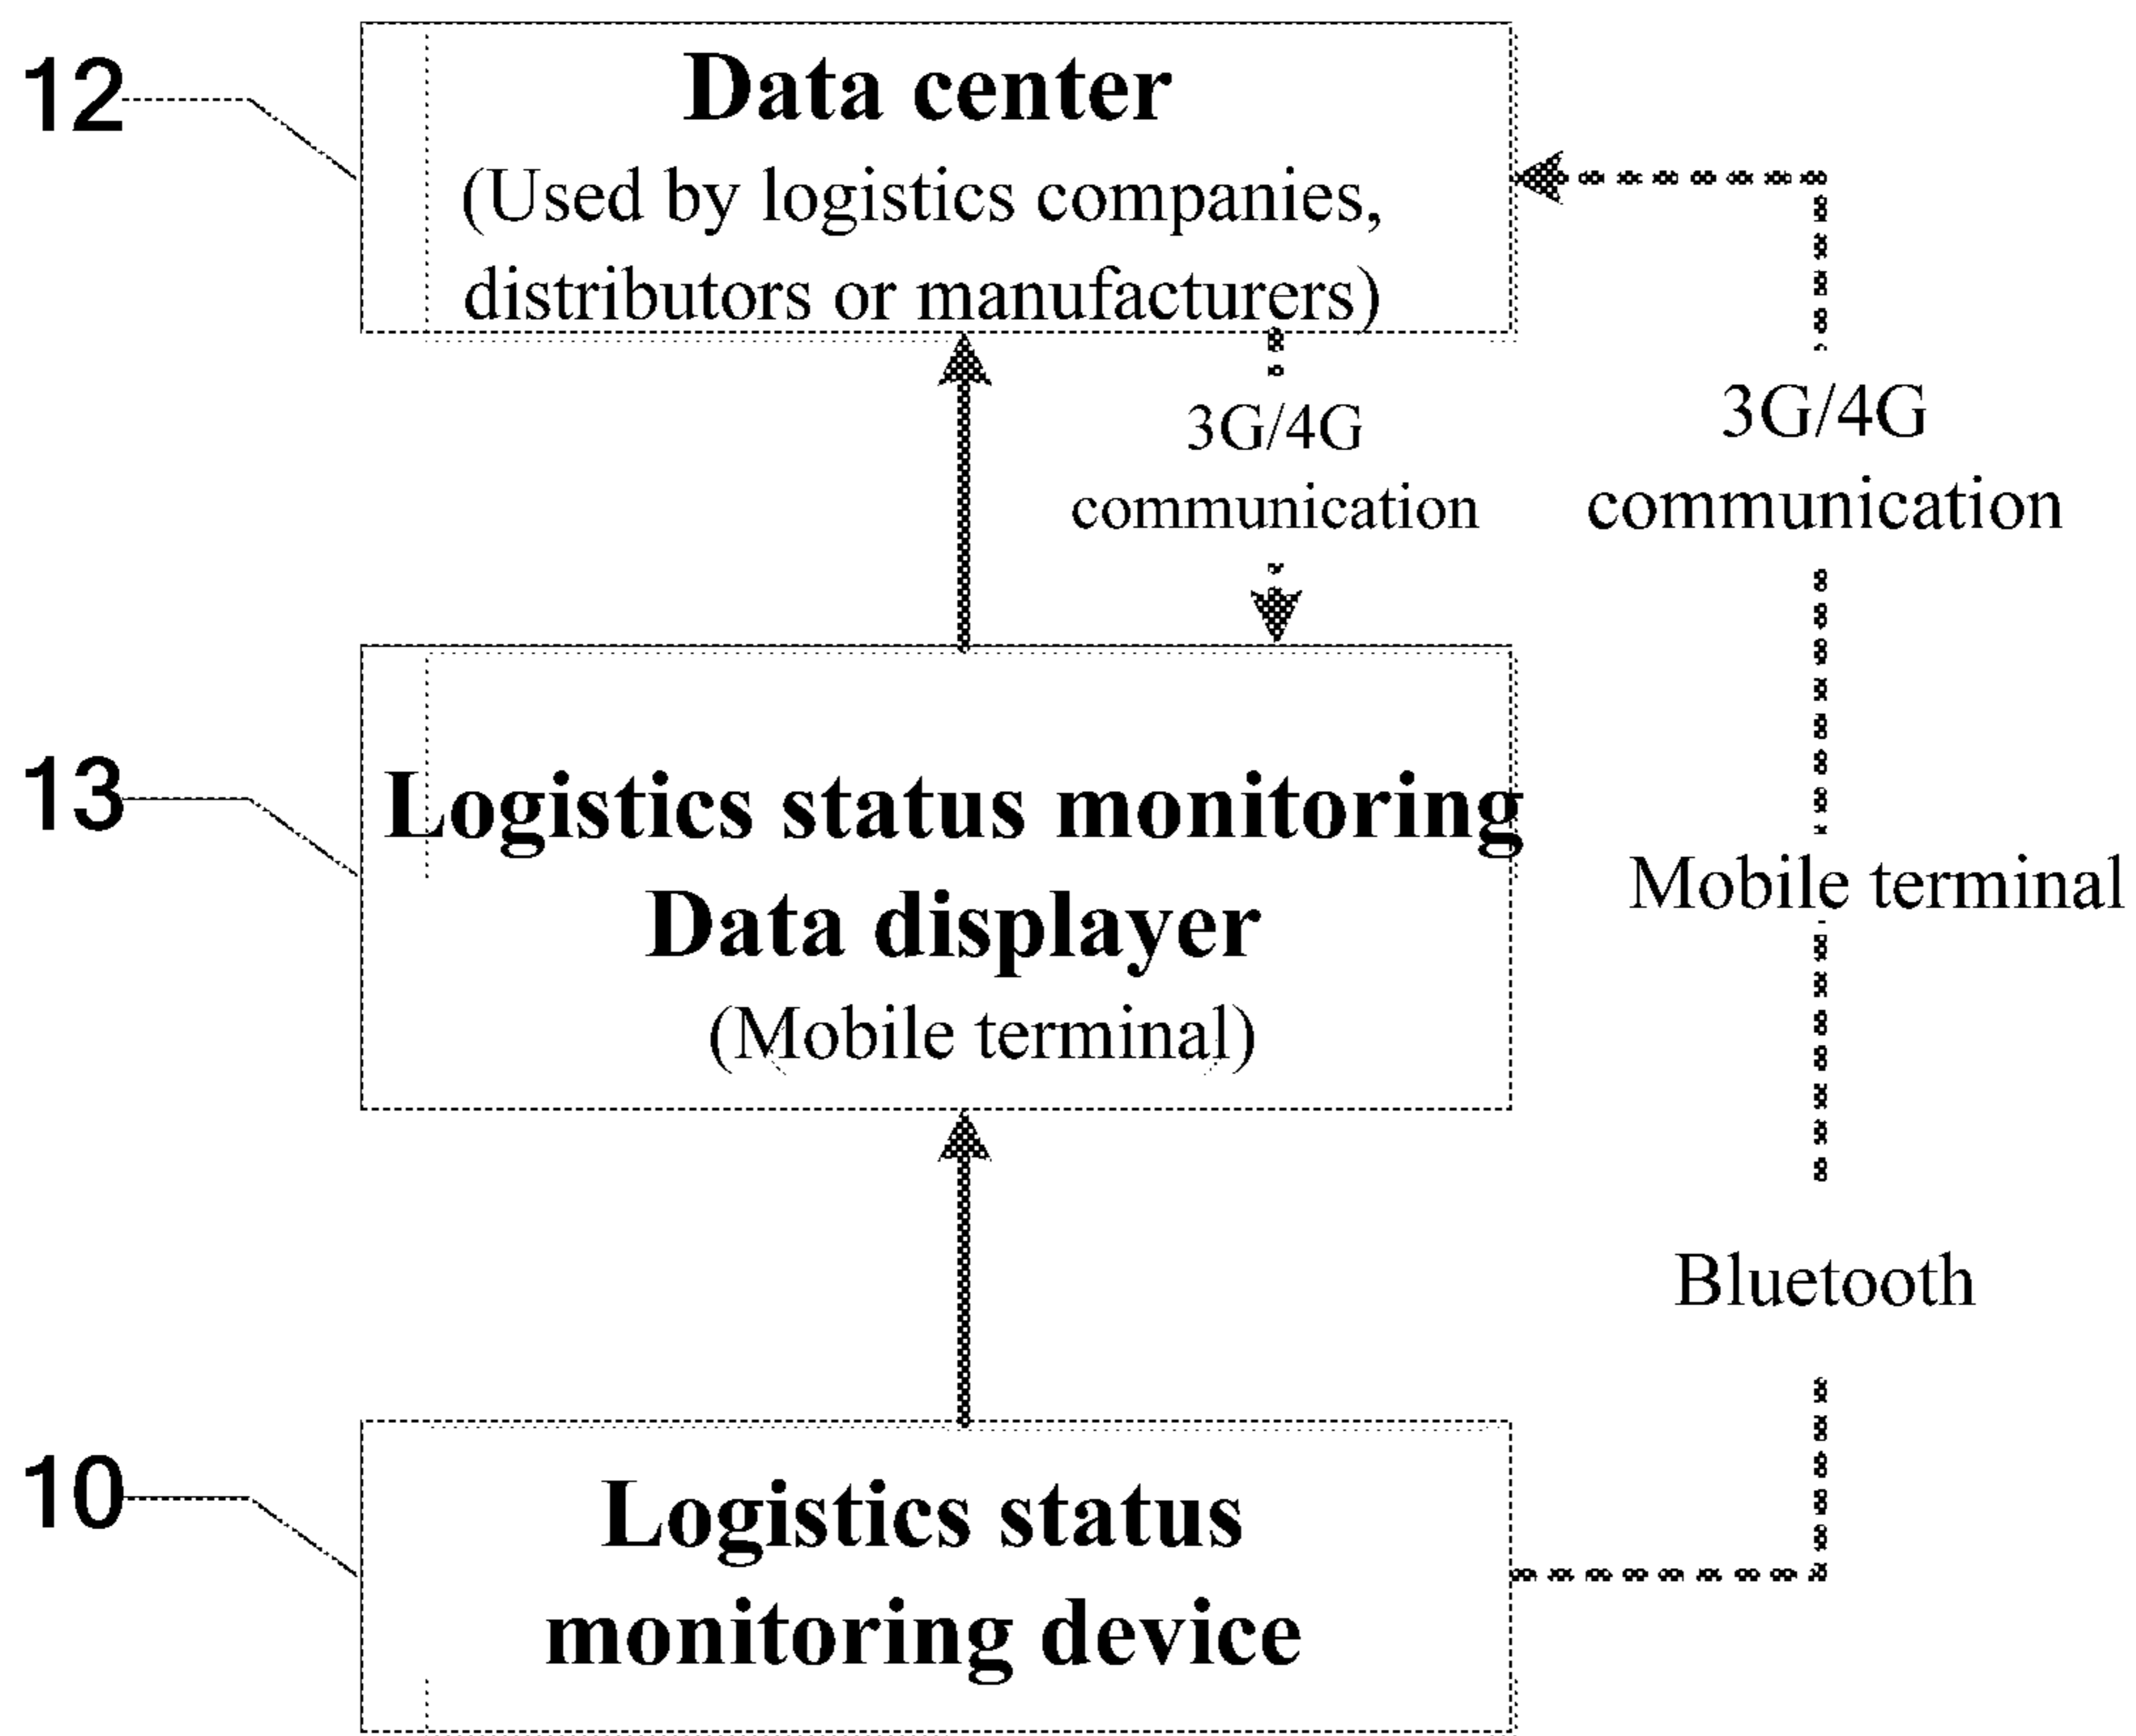 12
Data center
(Used by logistics companies,
distributors or manufacturers)
3G/4G
communication
3G/4G
communication
13
Logistics status monitoring
Data displayer
(Mobile terminal)
Mobile terminal
Bluetooth
10
Logistics status
monitoring device